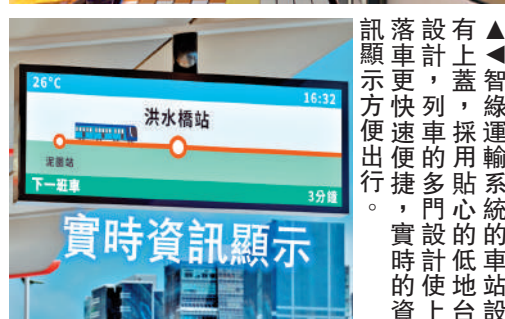 26°C
16:32
洪水橋站
泥圍站
下一班車
3分鐘
實時資訊顯示
▲◀智綠運輸系統的車站設
有上蓋，採用貼心的低地台
設計，列車的多門設計使上
落車更快速便捷，實時的資
訊顯示方便出行。